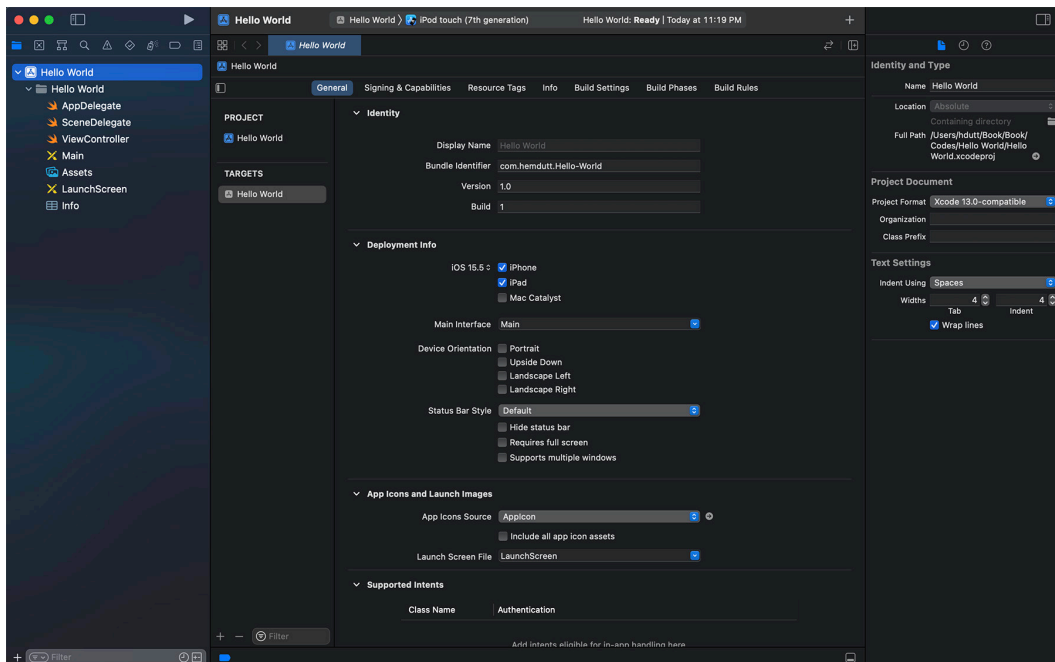 Hello World
Hello World 〉 iPod touch (7th generation)
Hello World: Ready | Today at 11:19 PM
Hello World
Hello World
AppDelegate
SceneDelegate
ViewController
Main
Assets
LaunchScreen
Info
Filter
Hello World
Hello World
General Signing & Capabilities Resource Tags Info Build Settings Build Phases Build Rules
PROJECT
Hello World
TARGETS
Hello World
Filter
Identity
Display Name Hello World
Bundle Identifier com.hemdutt.Hello-World
Version 1.0
Build 1
Deployment Info
iOS 15.5 iPhone
iPad
Mac Catalyst
Main Interface Main
Device Orientation Portrait
Upside Down
Landscape Left
Landscape Right
Status Bar Style Default
Hide status bar
Requires full screen
Supports multiple windows
App Icons and Launch Images
App Icons Source AppIcon
Include all app icon assets
Launch Screen File LaunchScreen
Supported Intents
Class Name Authentication
Add intents eligible for in-app handling here
Identity and Type
Name Hello World
Location Absolute
Containing directory
Full Path /Users/hdutt/Book/Book/
Codes/Hello World/Hello
World.xcodeproj
Project Document
Project Format Xcode 13.0-compatible
Organization
Class Prefix
Text Settings
Indent Using Spaces
Widths 4 4
Tab Indent
Wrap lines